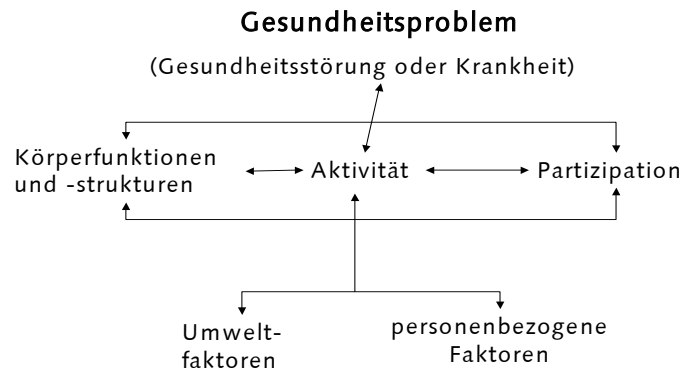 Gesundheitsproblem
(Gesundheitsstörung oder Krankheit)
Körperfunktionen
und -strukturen
Aktivität
Partizipation
Umwelt-
faktoren
personenbezogene
Faktoren